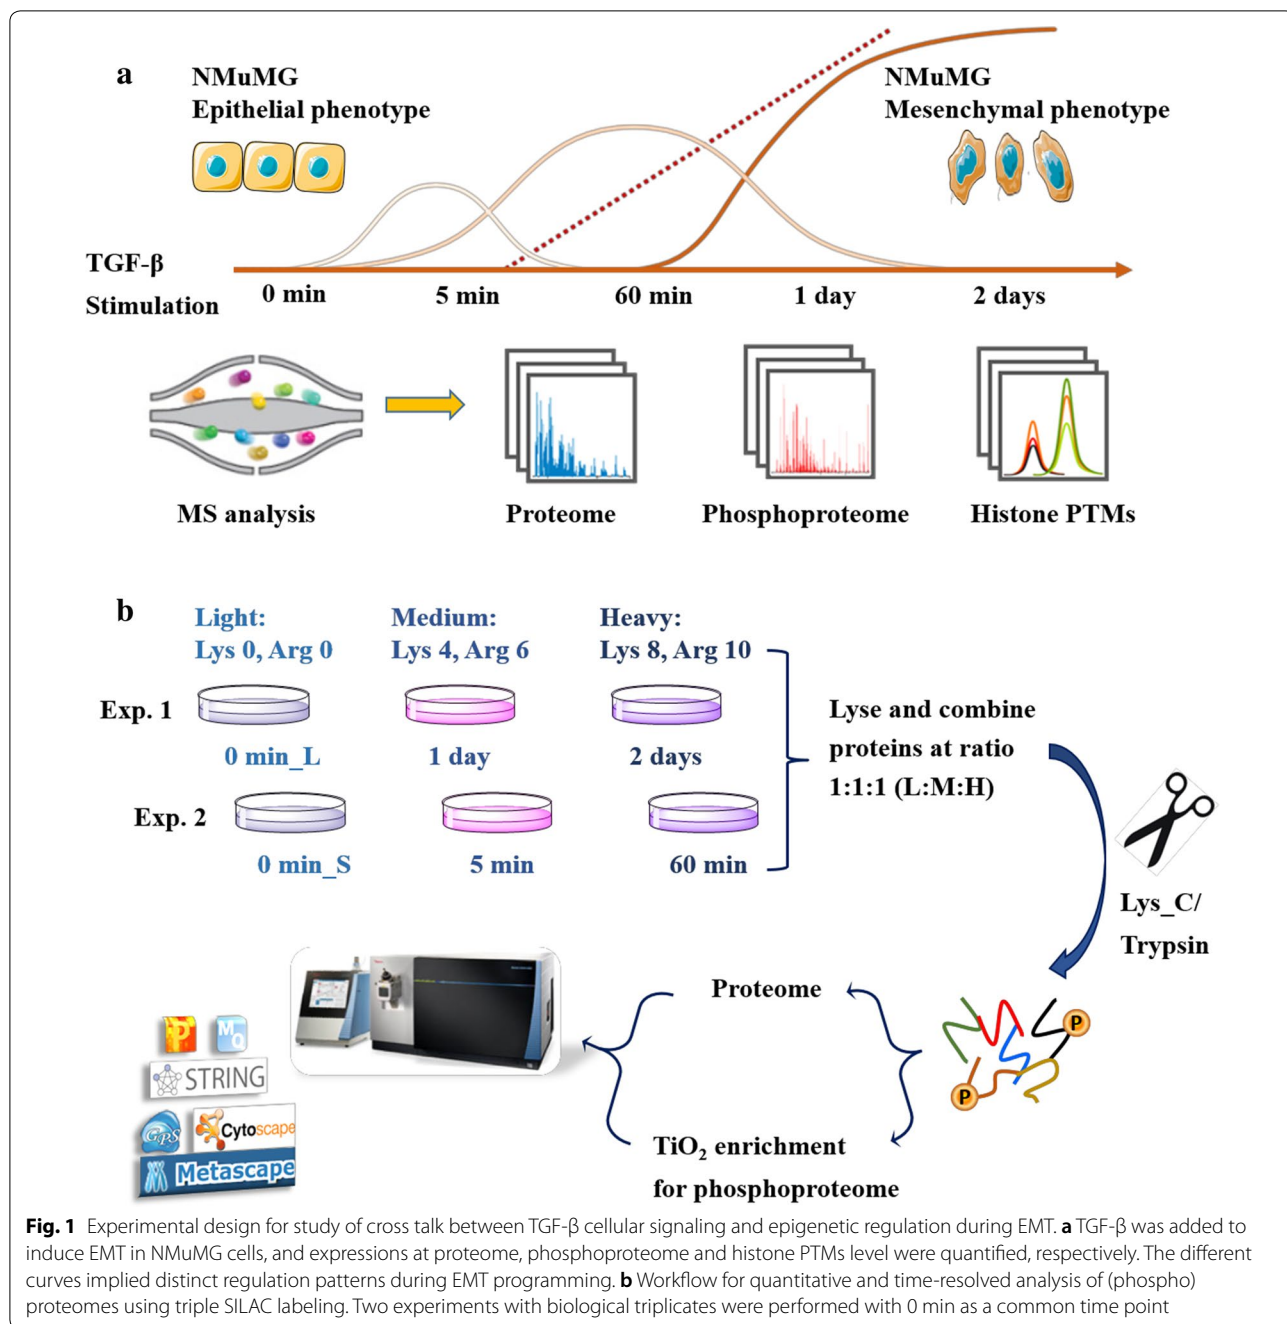 a
NMuMG
Epithelial phenotype
NMuMG
Mesenchymal phenotype
TGF-β
Stimulation
0 min
5 min
60 min
1 day
2 days
MS analysis
Proteome
Phosphoproteome
Histone PTMs
b
Light:
Lys 0, Arg 0
Medium:
Lys 4, Arg 6
Heavy:
Lys 8, Arg 10
Exp. 1
0 min_L
1 day
2 days
Exp. 2
0 min_S
5 min
60 min
Lyse and combine
proteins at ratio
1:1:1 (L:M:H)
Lys_C/
Trypsin
P
P
Proteome
TiO₂ enrichment
for phosphoproteome
P
MQ
STRING
GPS
Cytoscape
Metascape
Fig. 1 Experimental design for study of cross talk between TGF-β cellular signaling and epigenetic regulation during EMT. a TGF-β was added to
induce EMT in NMuMG cells, and expressions at proteome, phosphoproteome and histone PTMs level were quantified, respectively. The different
curves implied distinct regulation patterns during EMT programming. b Workflow for quantitative and time-resolved analysis of (phospho)
proteomes using triple SILAC labeling. Two experiments with biological triplicates were performed with 0 min as a common time point